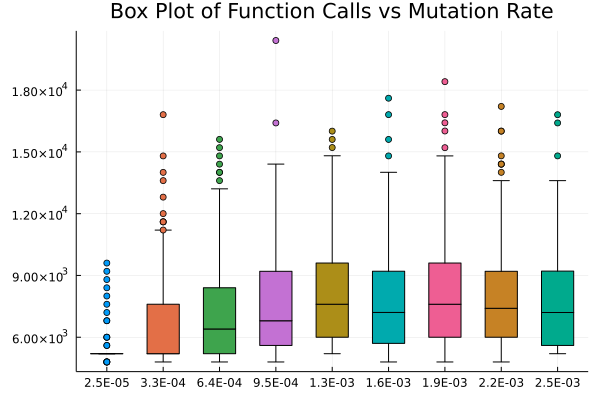 Box Plot of Function Calls vs Mutation Rate
1.80×10⁴
1.50×10⁴
1.20×10⁴
9.00×10³
6.00×10³
2.5E-05 3.3E-04 6.4E-04 9.5E-04 1.3E-03 1.6E-03 1.9E-03 2.2E-03 2.5E-03